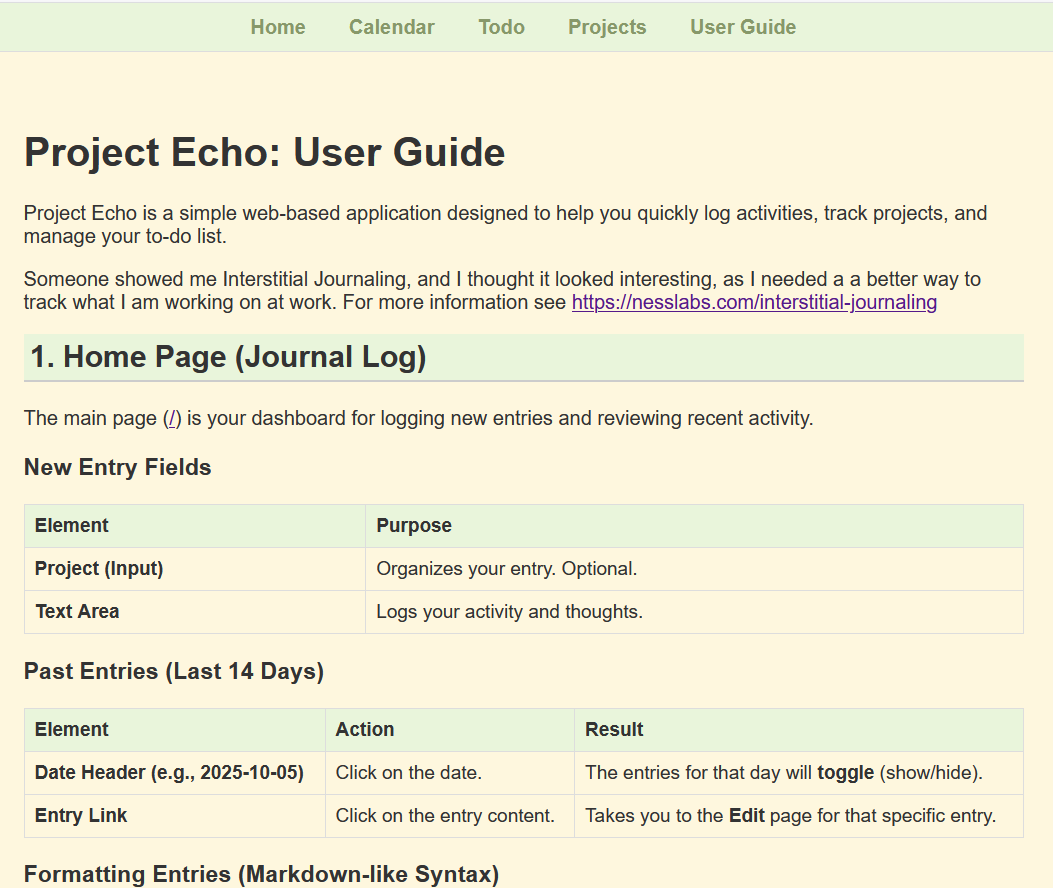 Home Calendar Todo Projects User Guide
Project Echo: User Guide
Project Echo is a simple web-based application designed to help you quickly log activities, track projects, and
manage your to-do list.
Someone showed me Interstitial Journaling, and I thought it looked interesting, as I needed a a better way to
track what I am working on at work. For more information see https://nesslabs.com/interstitial-journaling
1. Home Page (Journal Log)
The main page (/) is your dashboard for logging new entries and reviewing recent activity.
New Entry Fields
Element Purpose
Project (Input) Organizes your entry. Optional.
Text Area Logs your activity and thoughts.
Past Entries (Last 14 Days)
Element Action Result
Date Header (e.g., 2025-10-05) Click on the date. The entries for that day will toggle (show/hide).
Entry Link Click on the entry content. Takes you to the Edit page for that specific entry.
Formatting Entries (Markdown-like Syntax)